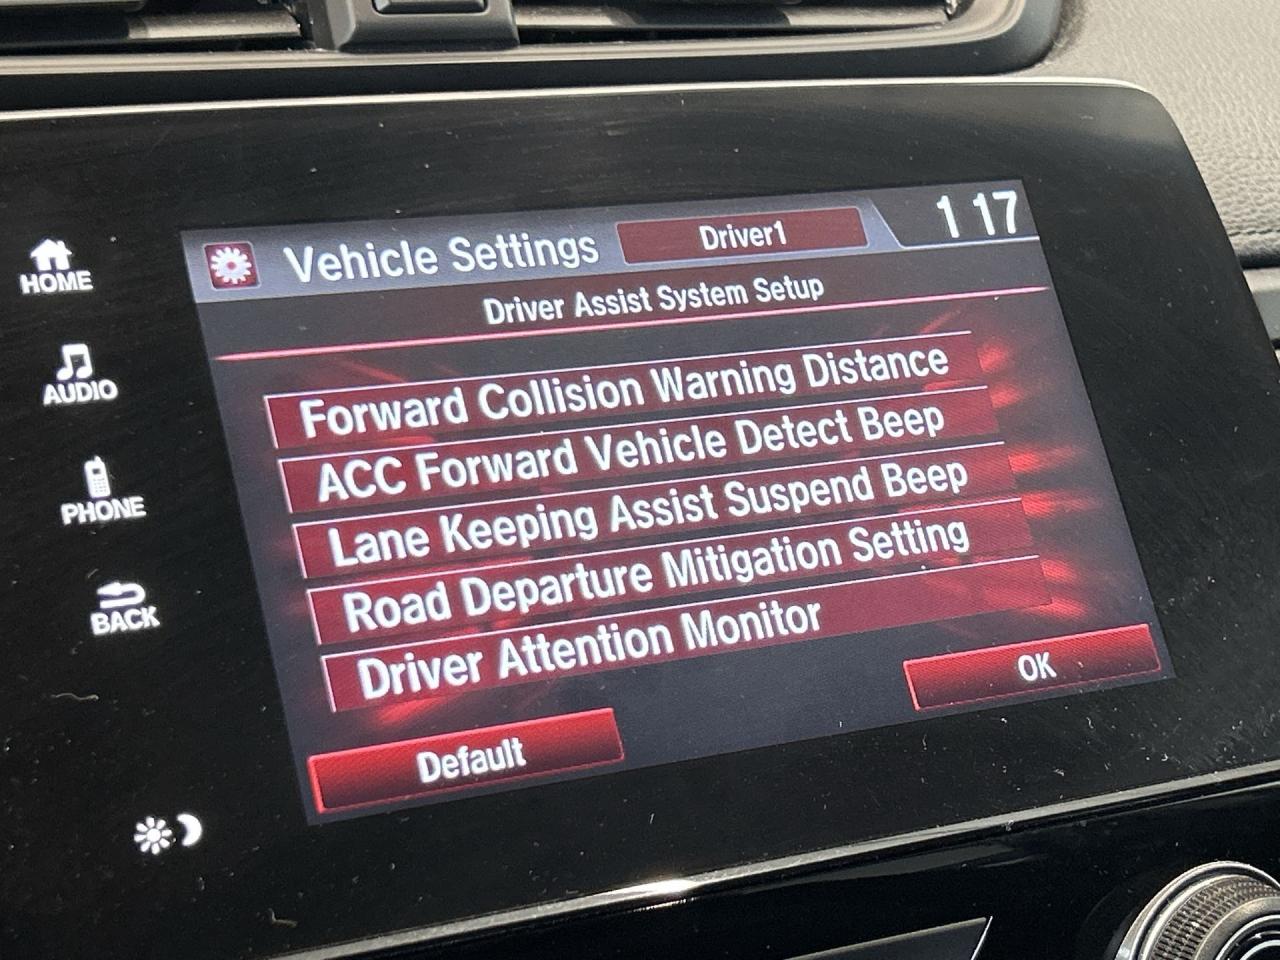 Vehicle Settings
Driver1
1 17
Driver Assist System Setup
HOME
AUDIO
PHONE
BACK
Forward Collision Warning Distance
ACC Forward Vehicle Detect Beep
Lane Keeping Assist Suspend Beep
Road Departure Mitigation Setting
Driver Attention Monitor
Default
OK